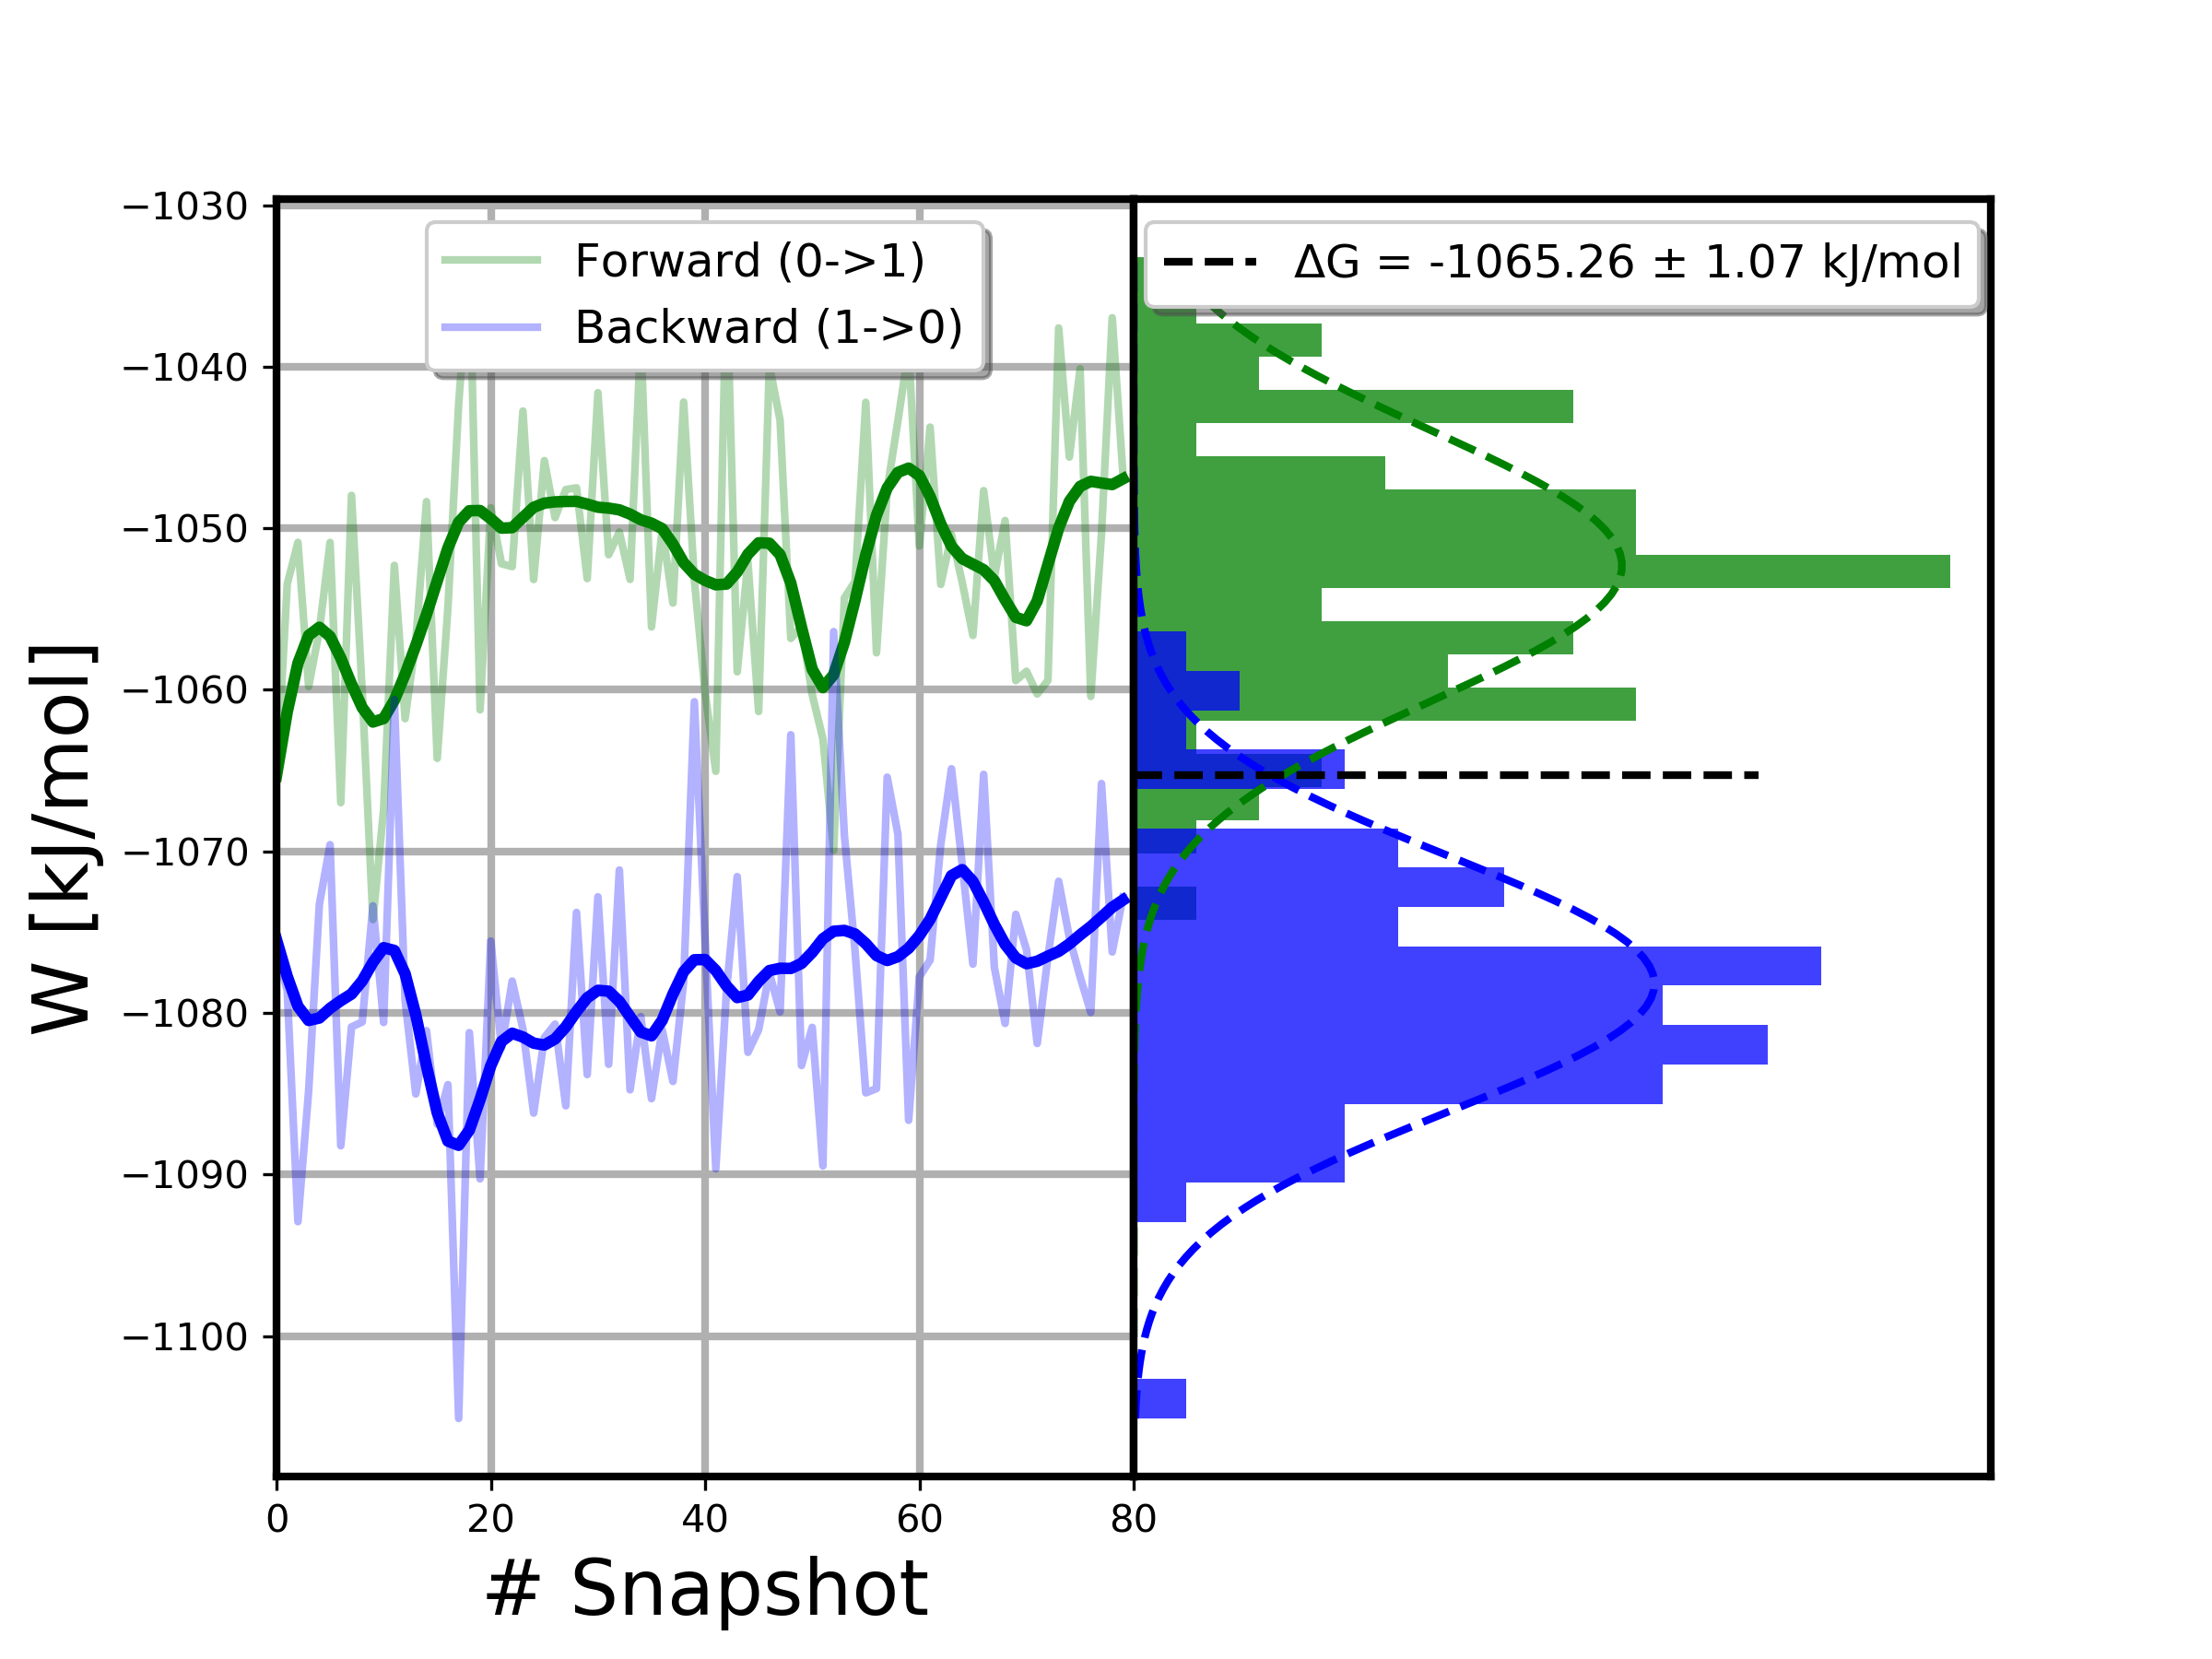 Forward (0->1)
Backward (1->0)
ΔG = -1065.26 ± 1.07 kJ/mol
W [kJ/mol]
−1030
−1040
−1050
−1060
−1070
−1080
−1090
−1100
0 20 40 60 80
# Snapshot